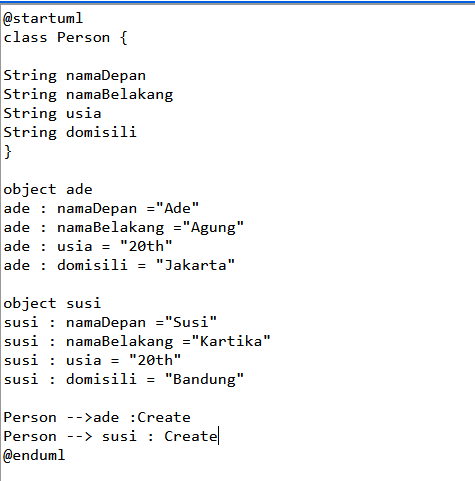 @startuml
class Person {
String namaDepan
String namaBelakang
String usia
String domisili
}
object ade
ade : namaDepan ="Ade"
ade : namaBelakang ="Agung"
ade : usia = "20th"
ade : domisili = "Jakarta"
object susi
susi : namaDepan ="Susi"
susi : namaBelakang ="Kartika"
susi : usia = "20th"
susi : domisili = "Bandung"
Person -->ade :Create
Person --> susi : Create
@enduml